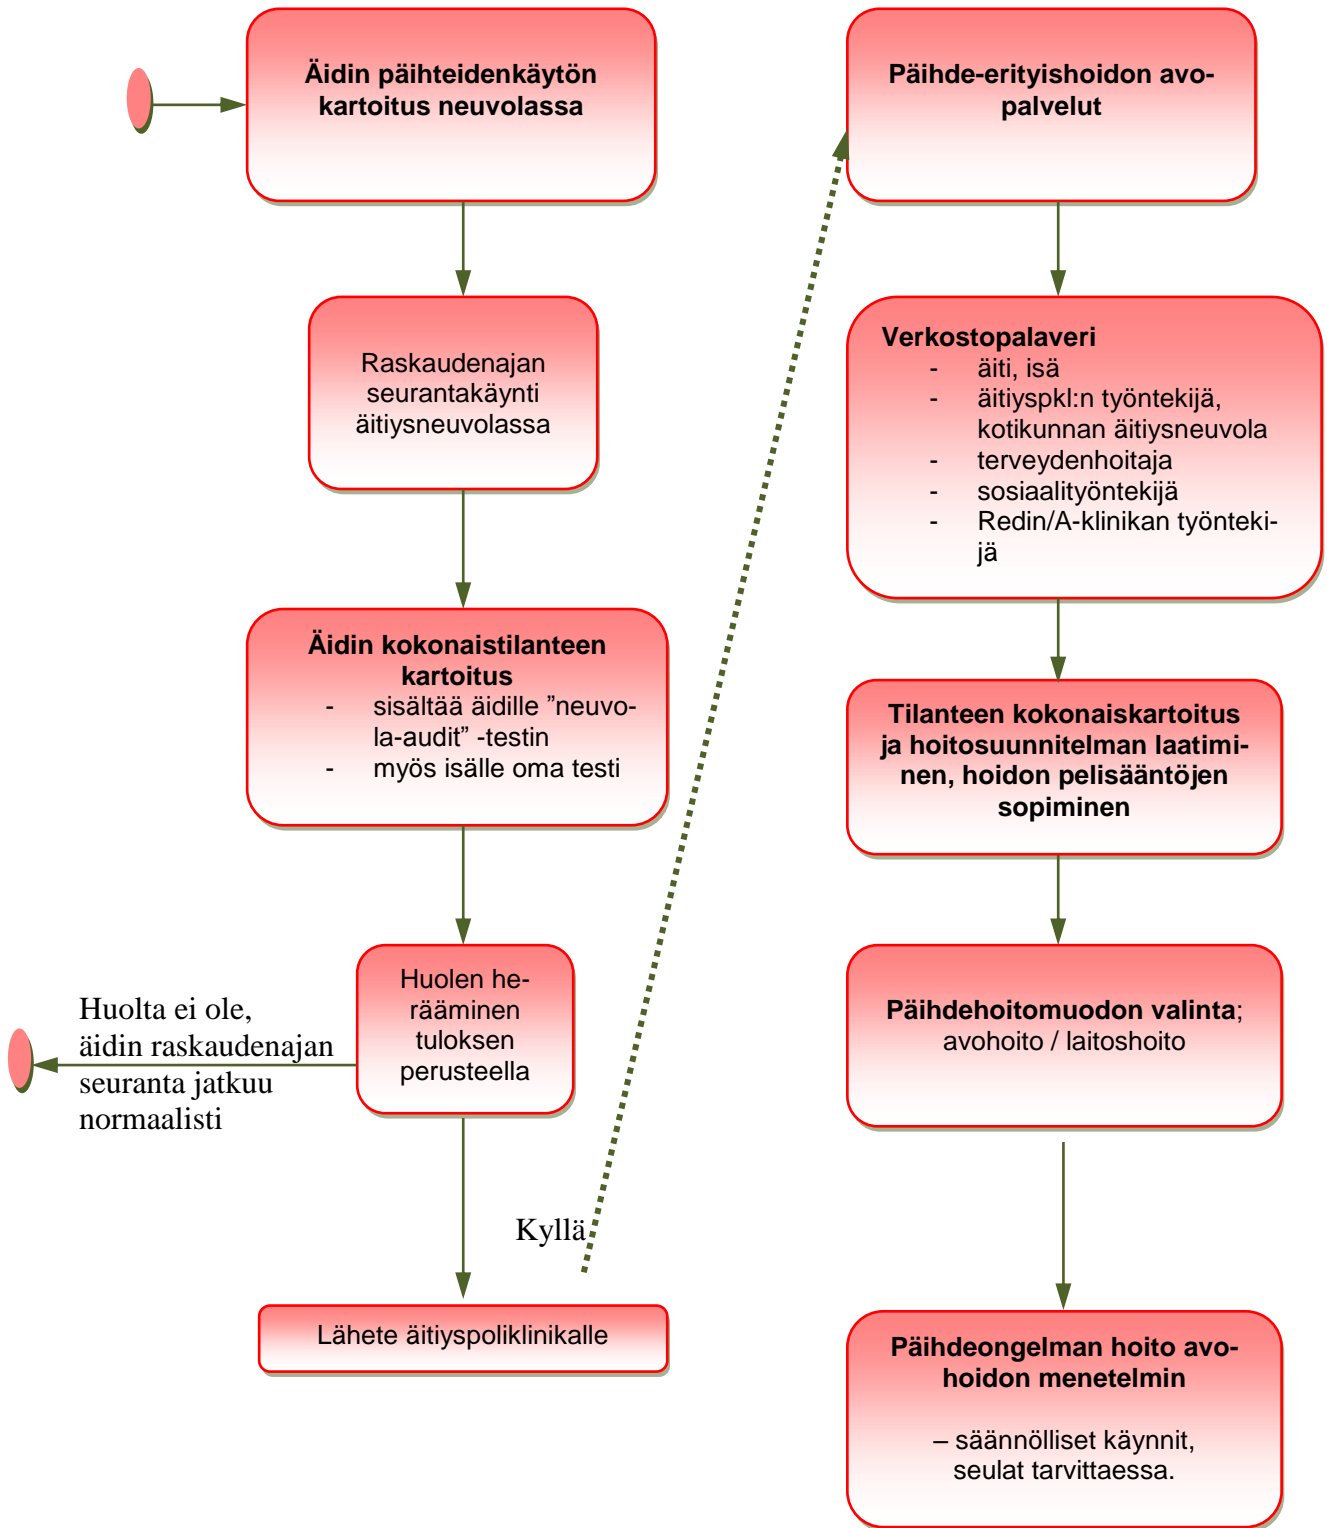 Äidin päihteidenkäytön
kartoitus neuvolassa
Raskaudenajan
seurantakäynti
äitiysneuvolassa
Äidin kokonaistilanteen
kartoitus
- sisältää äidille ”neuvo-
la-audit” -testin
- myös isälle oma testi
Huolen he-
rääminen
tuloksen
perusteella
Huolta ei ole,
äidin raskaudenajan
seuranta jatkuu
normaalisti
Kyllä
Lähete äitiyspoliklinikalle
Päihde-erityishoidon avo-
palvelut
Verkostopalaveri
- äiti, isä
- äitiyspkl:n työntekijä,
kotikunnan äitiysneuvola
- terveydenhoitaja
- sosiaalityöntekijä
- Redin/A-klinikan työnteki-
jä
Tilanteen kokonaiskartoitus
ja hoitosuunnitelman laatimi-
nen, hoidon pelisääntöjen
sopiminen
Päihdehoitomuodon valinta;
avohoito / laitoshoito
Päihdeongelman hoito avo-
hoidon menetelmin
– säännölliset käynnit,
seulat tarvittaessa.